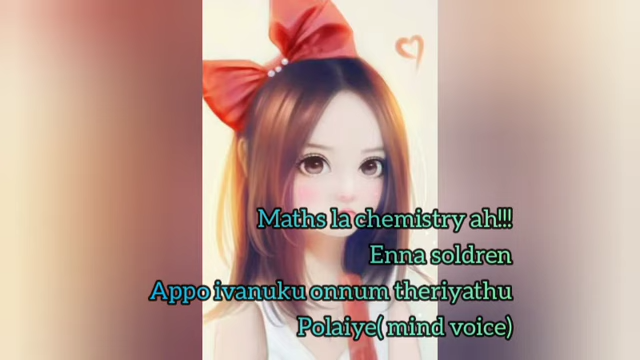 Maths la chemistry ah!!!
Enna soldren
Appo ivanuku onnum theriyathu
Polaiye( mind voice)